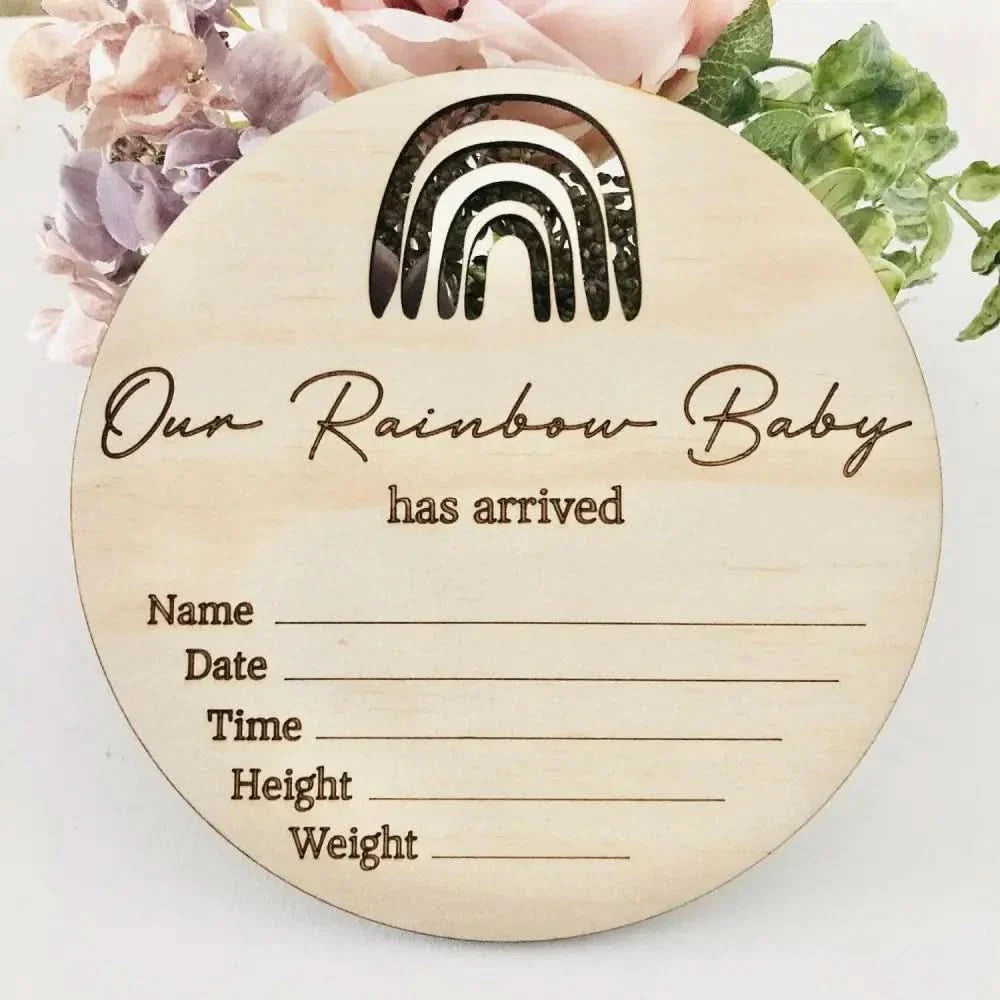 Our Rainbow Baby
has arrived
Name
Date
Time
Height
Weight